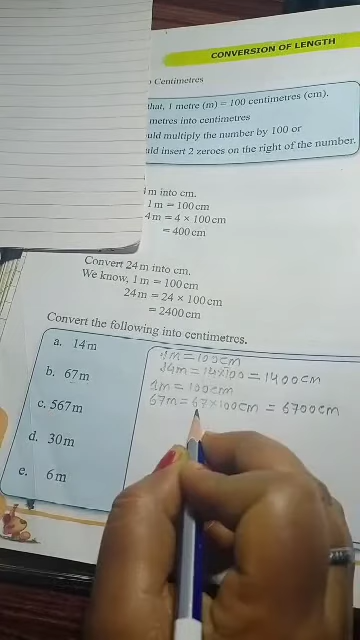 CONVERSION OF LENGTH
Centimetres
that, 1 metre (m) = 100 centimetres (cm).
metres into centimetres
uld multiply the number by 100 or
uld insert 2 zeroes on the right of the number.
m into cm.
1 m = 100 cm
4 m = 4 × 100 cm
= 400 cm
Convert 24 m into cm.
We know, 1 m = 100 cm
24 m = 24 × 100 cm
= 2400 cm
Convert the following into centimetres.
a. 14 m
b. 67 m
c. 567 m
d. 30 m
e. 6 m
1m = 100cm
14m = 14×100 = 1400cm
1m = 100cm
67m = 67×100cm = 6700cm